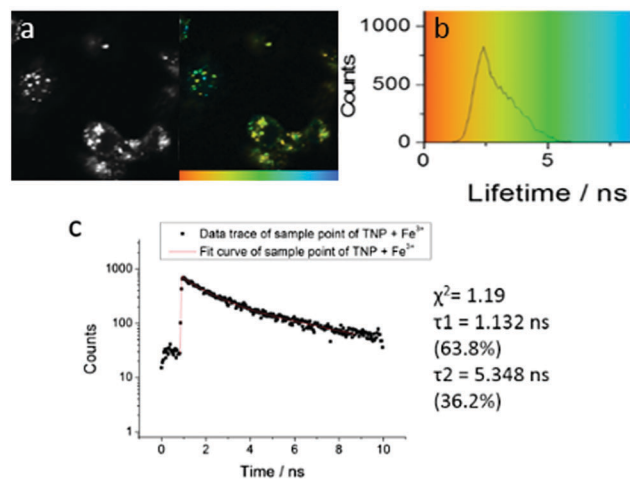 a
b
1000
500
0
Counts
0
5
Lifetime / ns
c
Data trace of sample point of TNP + Fe³⁺
Fit curve of sample point of TNP + Fe³⁺
1000
100
10
1
Counts
0
2
4
6
8
10
Time / ns
χ²= 1.19
τ1 = 1.132 ns
(63.8%)
τ2 = 5.348 ns
(36.2%)